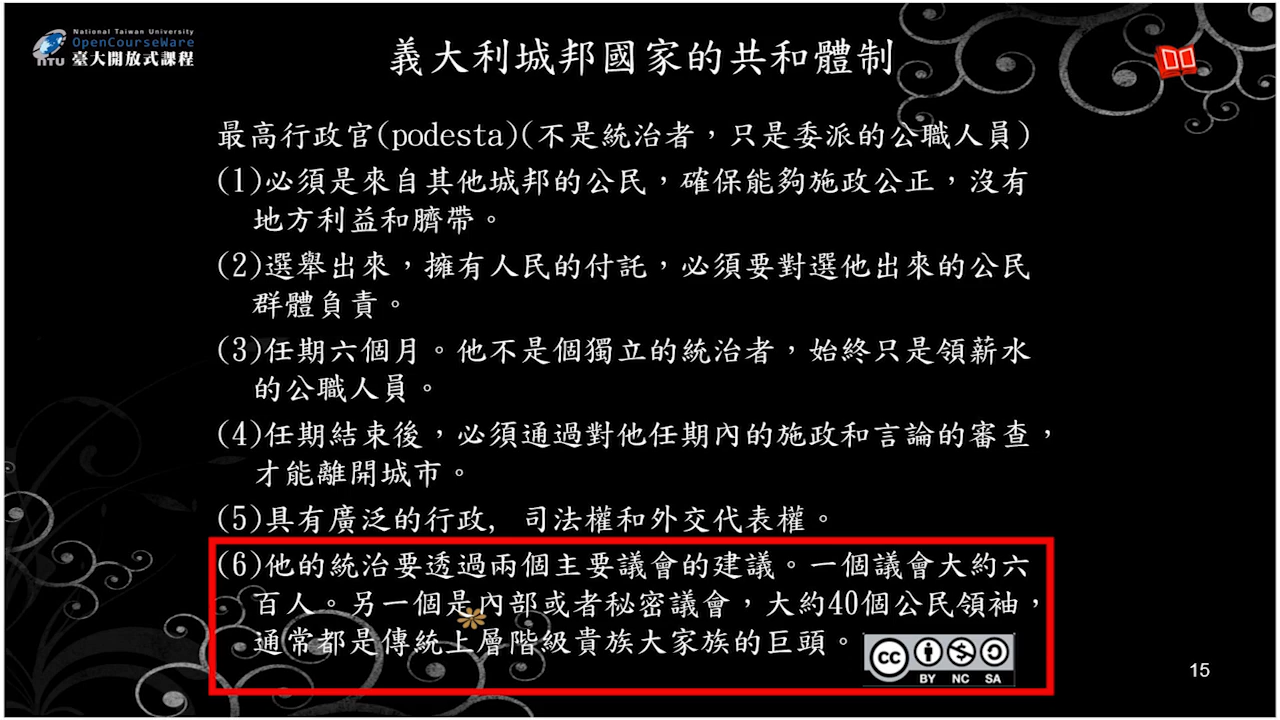 National Taiwan University
OpenCourseWare
NTU 臺大開放式課程
義大利城邦國家的共和體制
最高行政官(podesta)(不是統治者，只是委派的公職人員)
(1)必須是來自其他城邦的公民，確保能夠施政公正，沒有
地方利益和臍帶。
(2)選舉出來，擁有人民的付託，必須要對選他出來的公民
群體負責。
(3)任期六個月。他不是個獨立的統治者，始終只是領薪水
的公職人員。
(4)任期結束後，必須通過對他任期內的施政和言論的審查，
才能離開城市。
(5)具有廣泛的行政, 司法權和外交代表權。
(6)他的統治要透過兩個主要議會的建議。一個議會大約六
百人。另一個是內部或者秘密議會，大約40個公民領袖，
通常都是傳統上層階級貴族大家族的巨頭。
cc BY NC SA
15